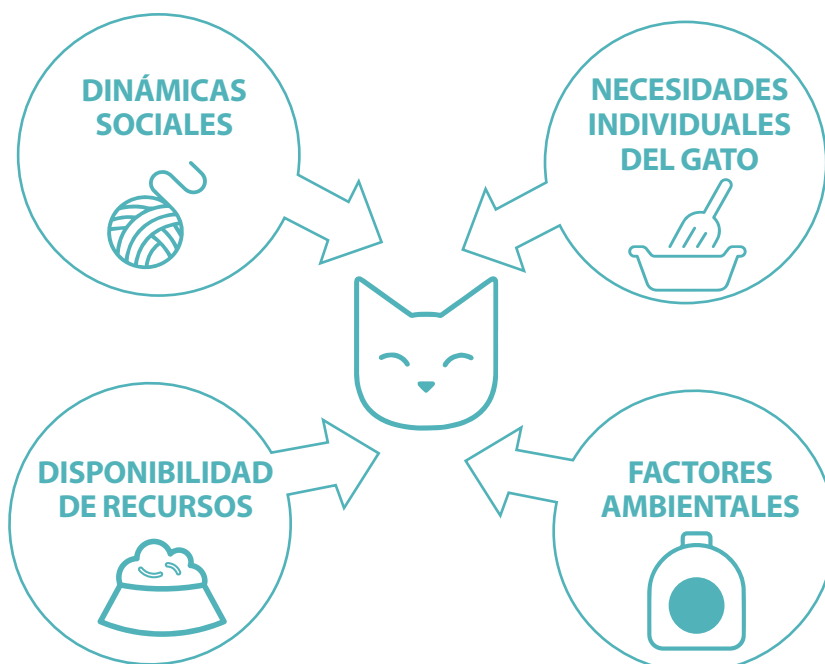 DINÁMICAS
SOCIALES
NECESIDADES
INDIVIDUALES
DEL GATO
DISPONIBILIDAD
DE RECURSOS
FACTORES
AMBIENTALES